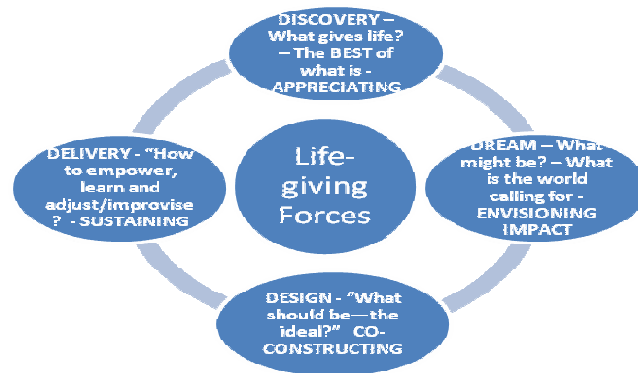 DISCOVERY –
What gives life?
– The BEST of
what is -
APPRECIATING
DREAM – What
might be? – What
is the world
calling for -
ENVISIONING
IMPACT
DESIGN - “What
should be—the
ideal?” CO-
CONSTRUCTING
DELIVERY - “How
to empower,
learn and
adjust/improvise
? - SUSTAINING
Life-
giving
Forces